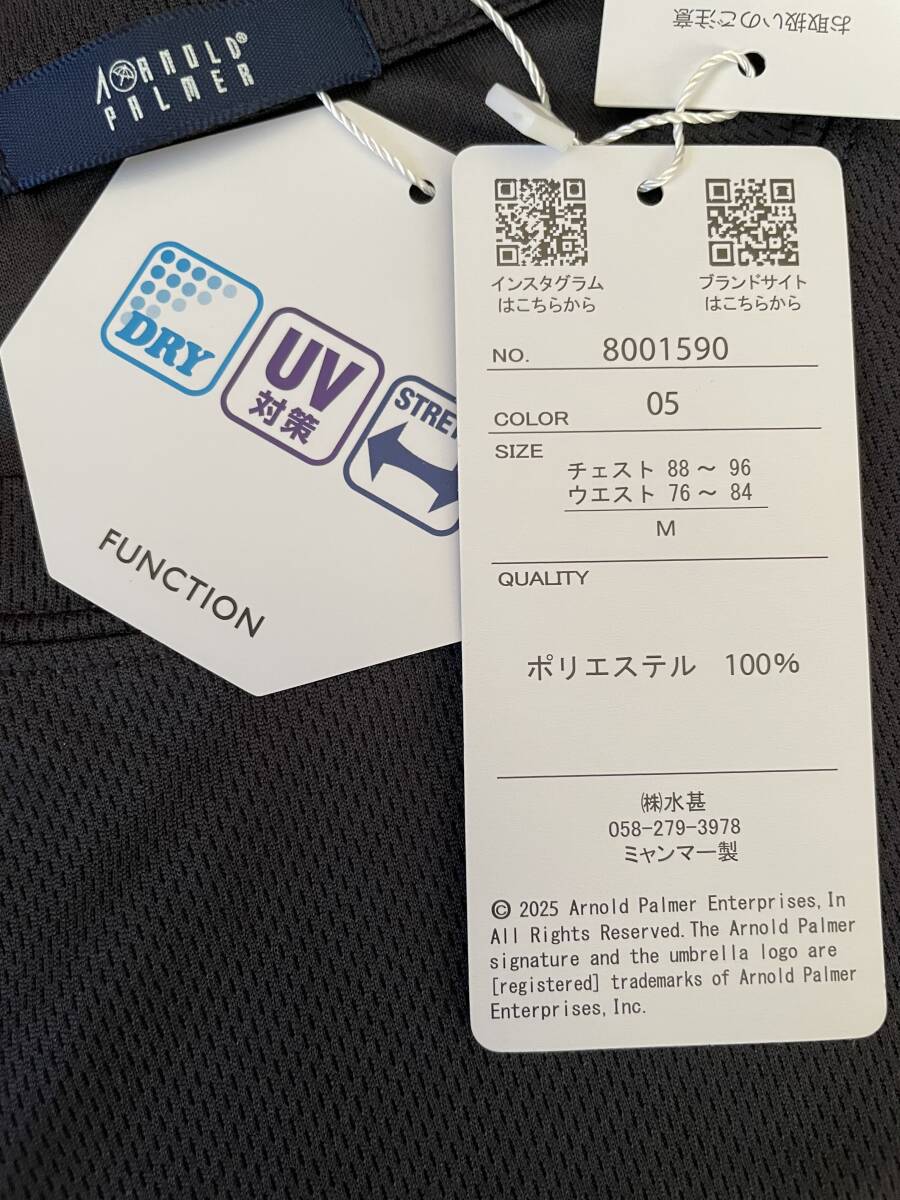 ARNOLD®
PALMER
お取扱いのご注意
DRY
UV
対策
STRET
FUNCTION
インスタグラム
はこちらから
ブランドサイト
はこちらから
NO. 8001590
COLOR 05
SIZE
チェスト 88～ 96
ウエスト 76～ 84
M
QUALITY
ポリエステル 100%
㈱水甚
058-279-3978
ミャンマー製
© 2025 Arnold Palmer Enterprises, In
All Rights Reserved. The Arnold Palmer
signature and the umbrella logo are
[registered] trademarks of Arnold Palmer
Enterprises, Inc.